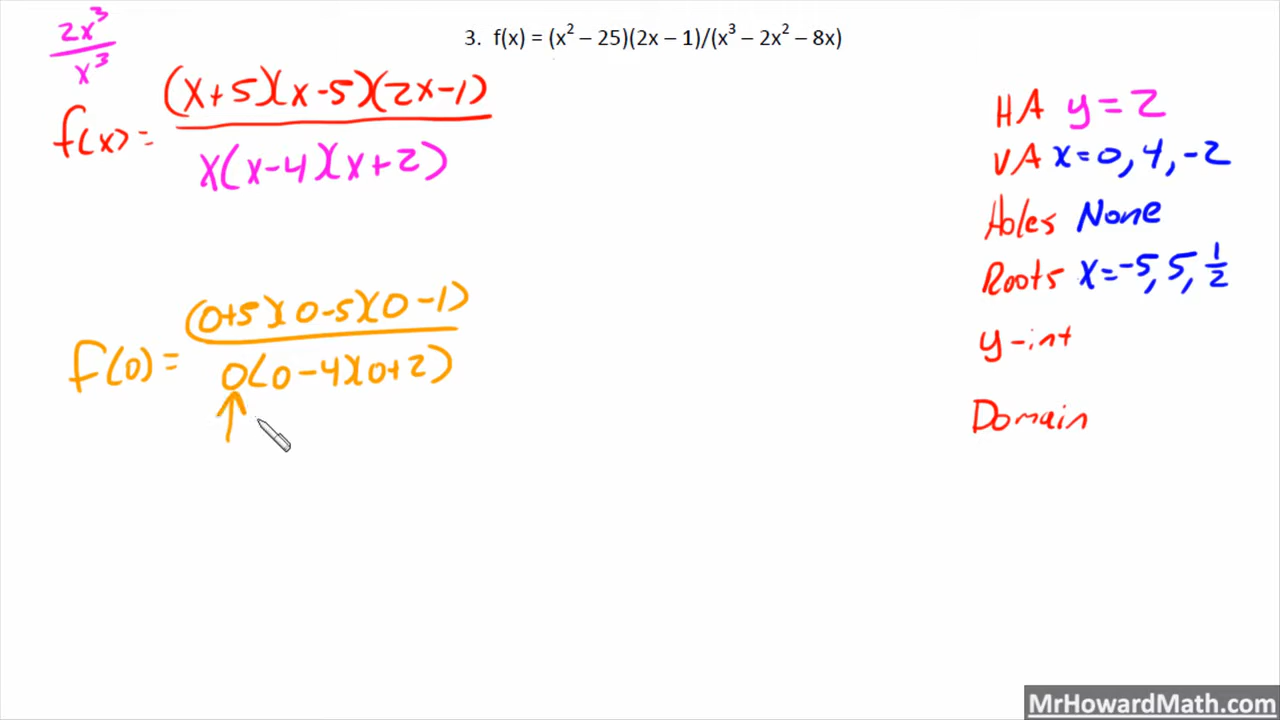 3. f(x) = (x² – 25)(2x – 1)/(x³ – 2x² – 8x)
2x³
x³
f(x) = (x+5)(x-5)(2x-1)
x(x-4)(x+2)
HA y = 2
VA x = 0, 4, -2
Holes None
Roots x = -5, 5, 1/2
y-int
Domain
f(0) = (0+5)(0-5)(0-1)
0(0-4)(0+2)
MrHowardMath.com